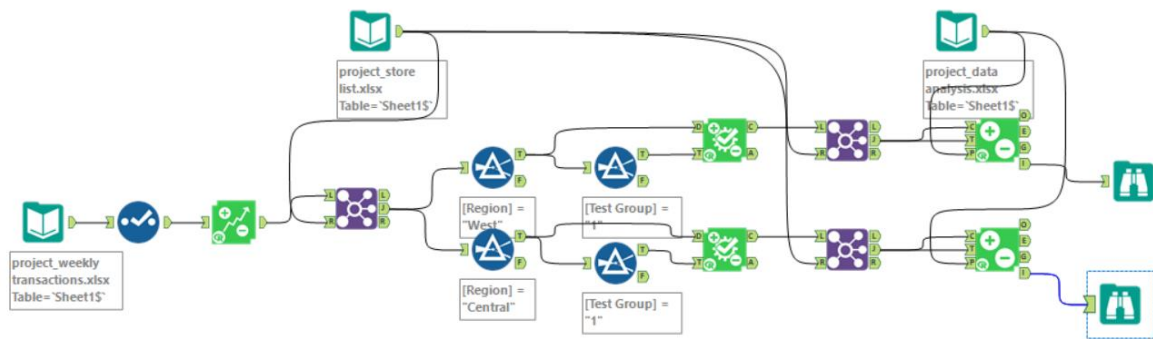 project_store
list.xlsx
Table=`Sheet1$`
project_data
analysis.xlsx
Table=`Sheet1$`
project_weekly
transactions.xlsx
Table=`Sheet1$`
[Region] =
"West"
[Test Group] =
"1"
[Region] =
"Central"
[Test Group] =
"1"
L
R
L
J
R
T
F
T
F
D
T
C
A
L
R
L
J
R
C
T
P
O
E
G
I
T
F
T
F
D
T
C
A
L
R
L
J
R
C
T
P
O
E
G
I